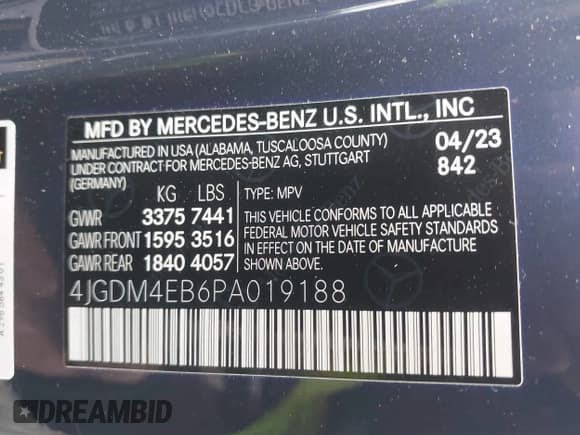 MFD BY MERCEDES-BENZ U.S. INTL., INC
MANUFACTURED IN USA (ALABAMA, TUSCALOOSA COUNTY)
UNDER CONTRACT FOR MERCEDES-BENZ AG, STUTTGART
(GERMANY)
04/23
842
KG LBS
TYPE: MPV
GVWR 3375 7441
GAWR FRONT 1595 3516
GAWR REAR 1840 4057
THIS VEHICLE CONFORMS TO ALL APPLICABLE
FEDERAL MOTOR VEHICLE SAFETY STANDARDS
IN EFFECT ON THE DATE OF MANUFACTURE
SHOWN ABOVE.
4JGDM4EB6PA019188
DREAMBID